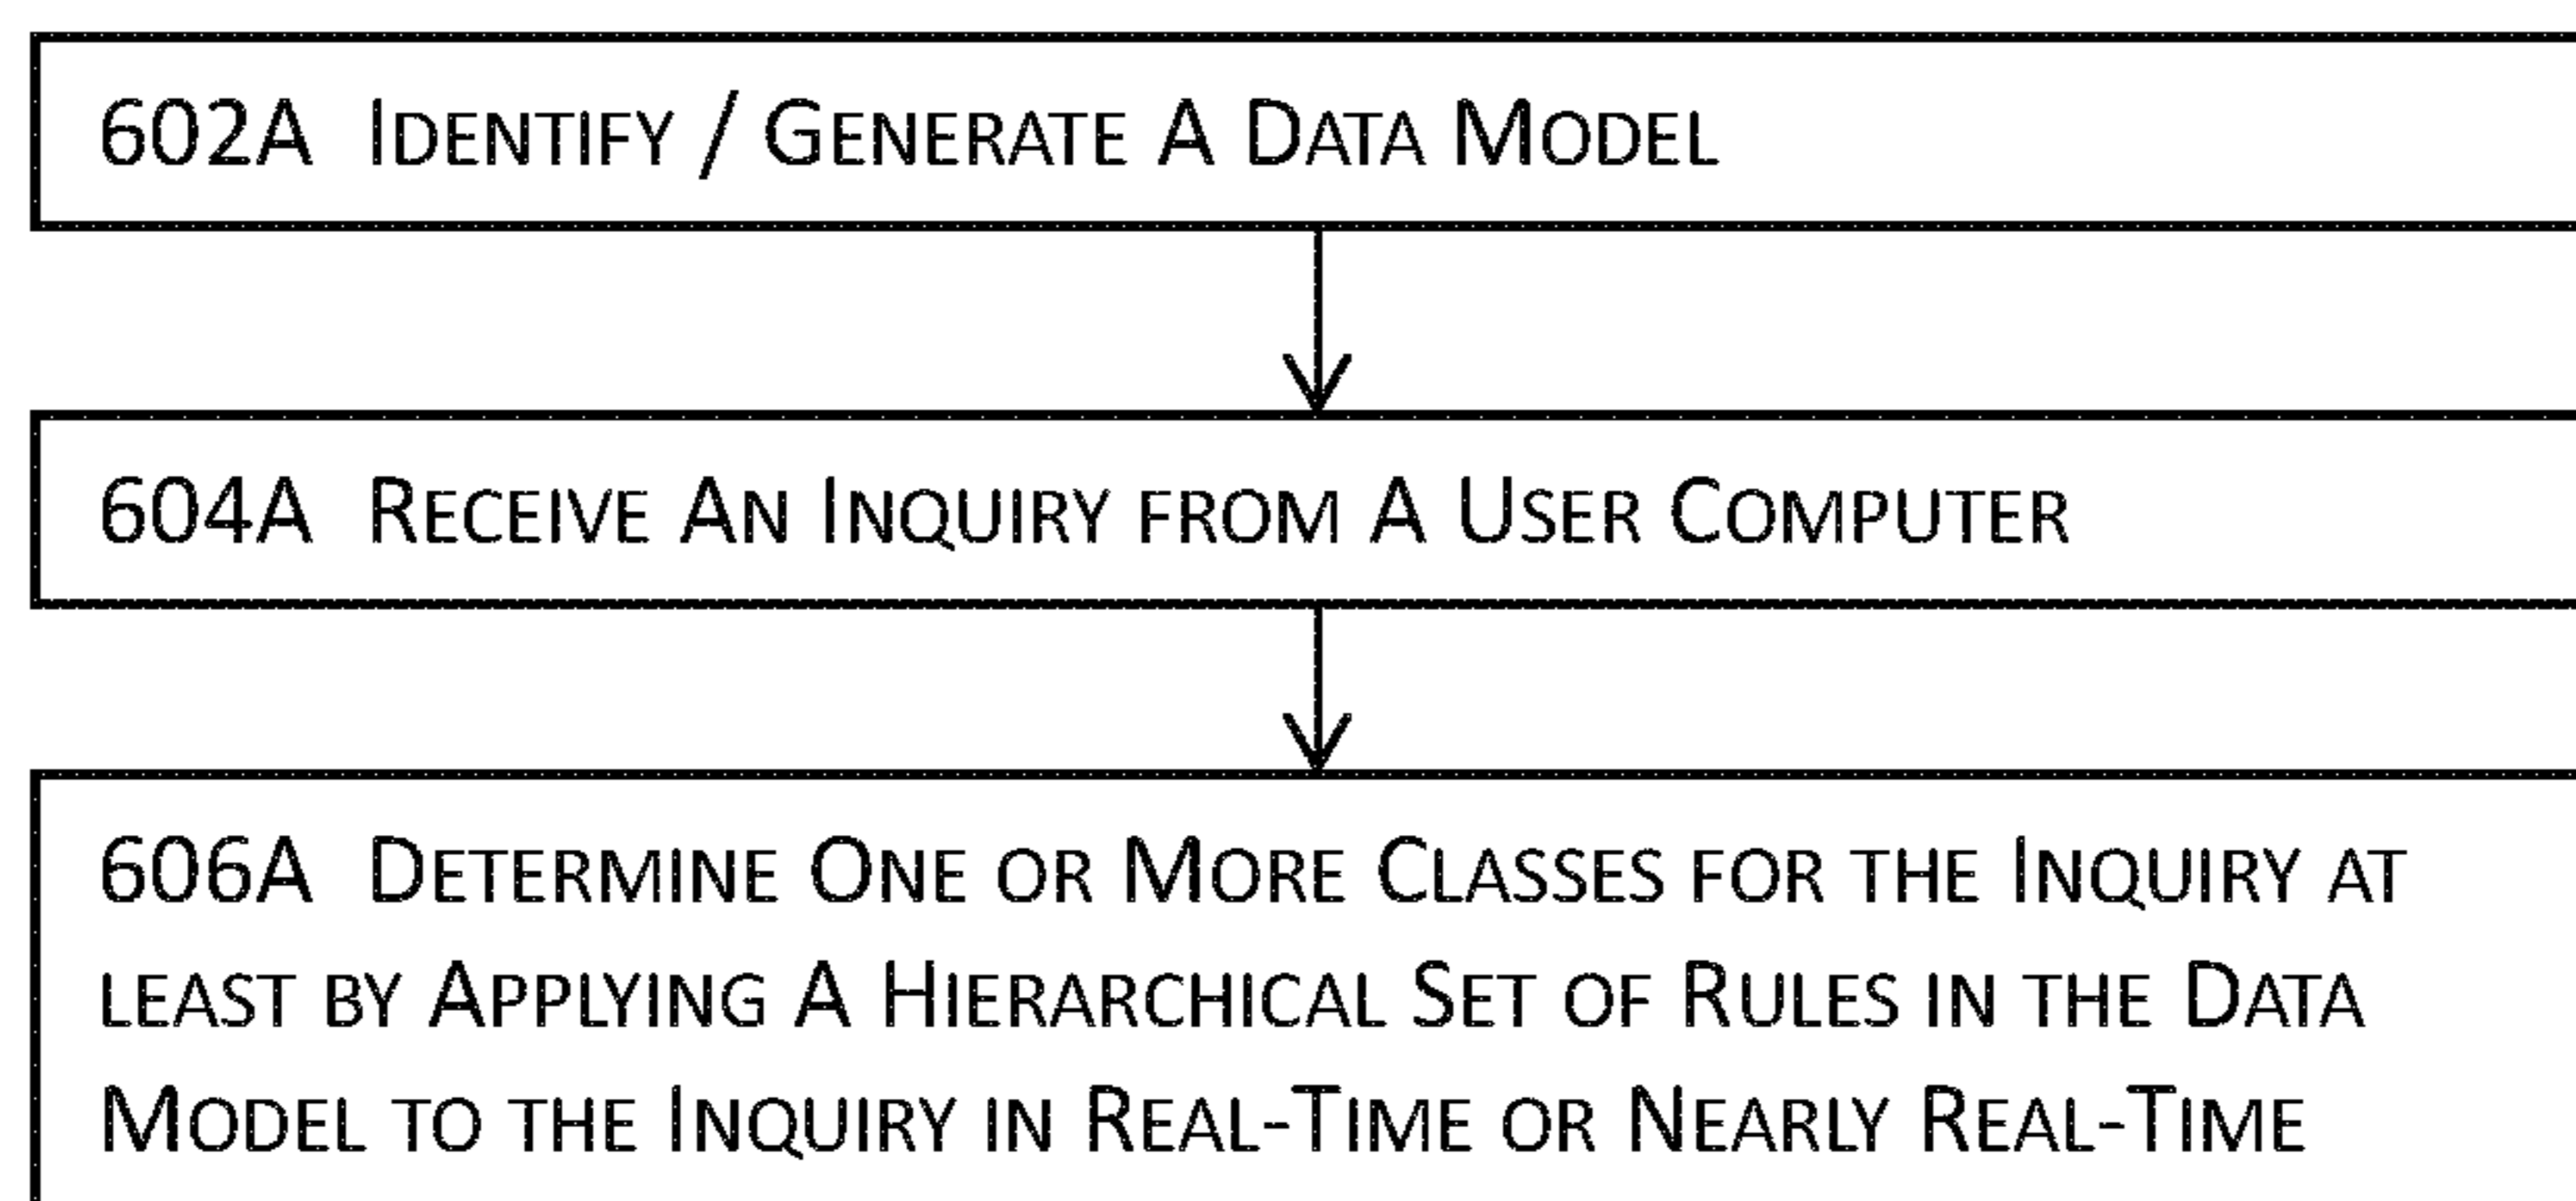 602A Identify / Generate A Data Model
604A Receive An Inquiry from A User Computer
606A Determine One or More Classes for the Inquiry at
least by Applying A Hierarchical Set of Rules in the Data
Model to the Inquiry in Real-Time or Nearly Real-Time